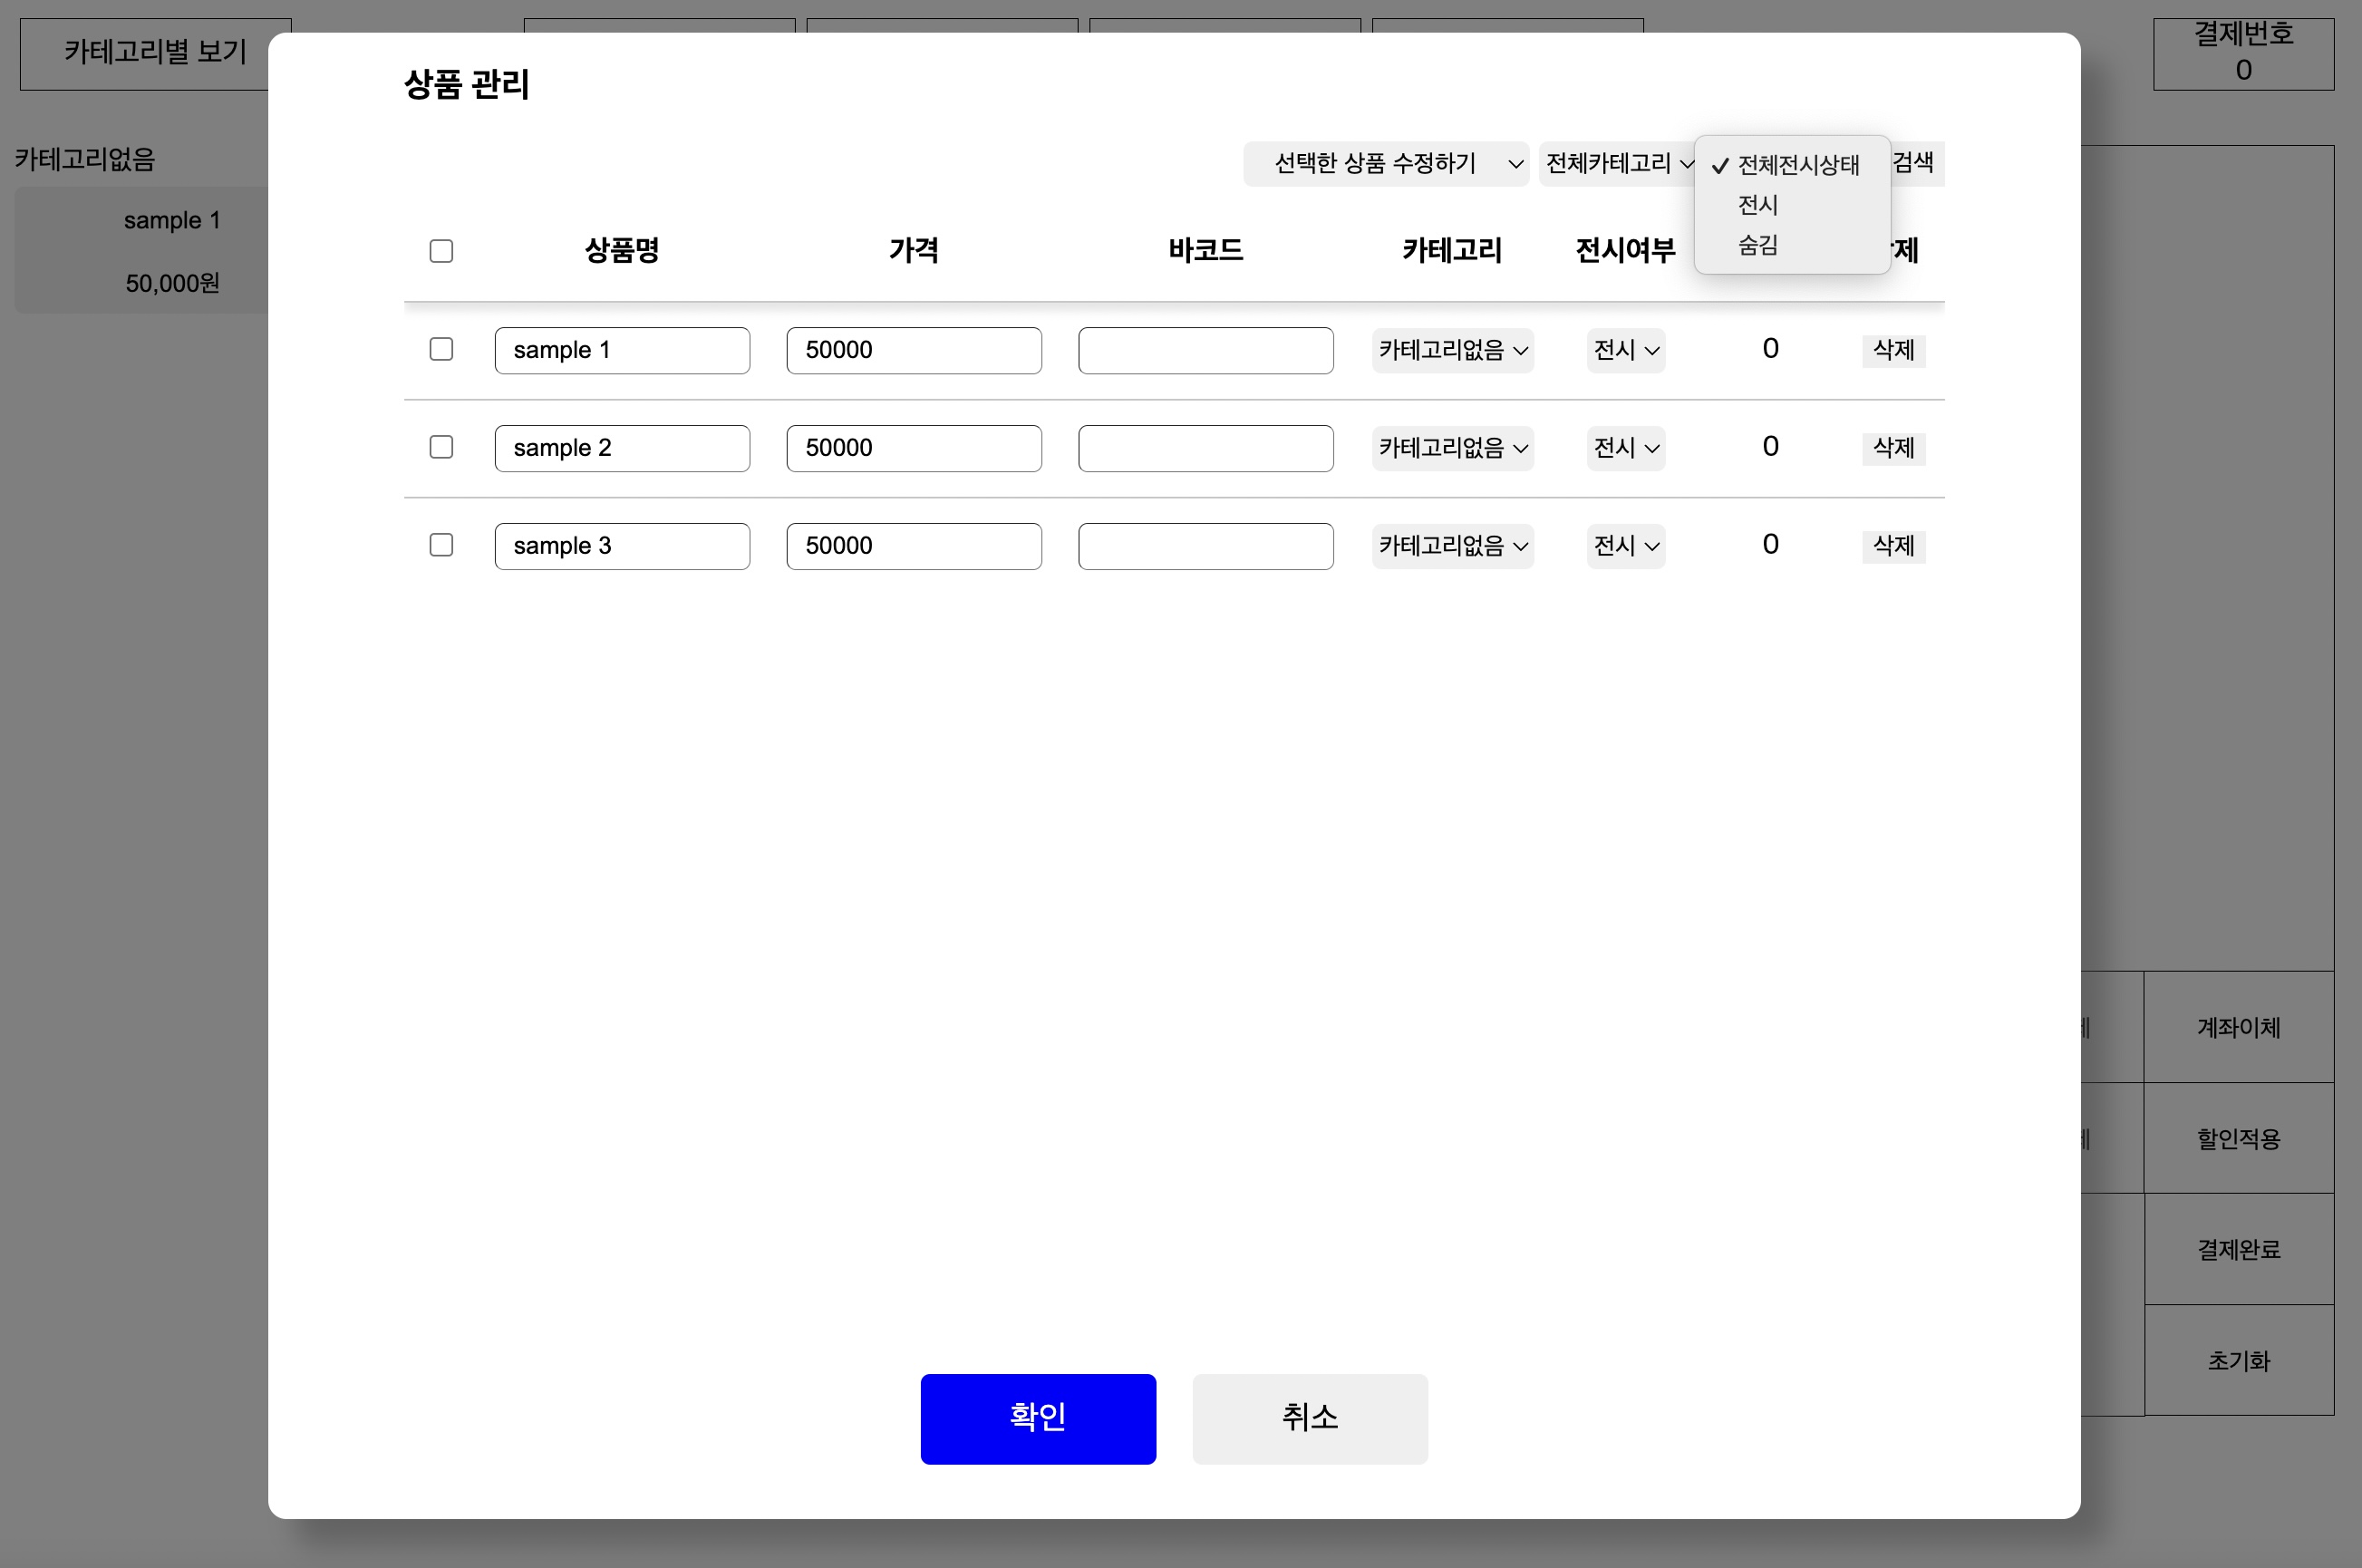 카테고리별 보기
결제번호
0
카테고리없음
sample 1
50,000원
상품 관리
선택한 상품 수정하기 전체카테고리 전체전시상태 검색
전시
숨김
상품명 가격 바코드 카테고리 전시여부
sample 1 50000 카테고리없음 전시 0 삭제
sample 2 50000 카테고리없음 전시 0 삭제
sample 3 50000 카테고리없음 전시 0 삭제
계좌이체
할인적용
결제완료
초기화
확인 취소